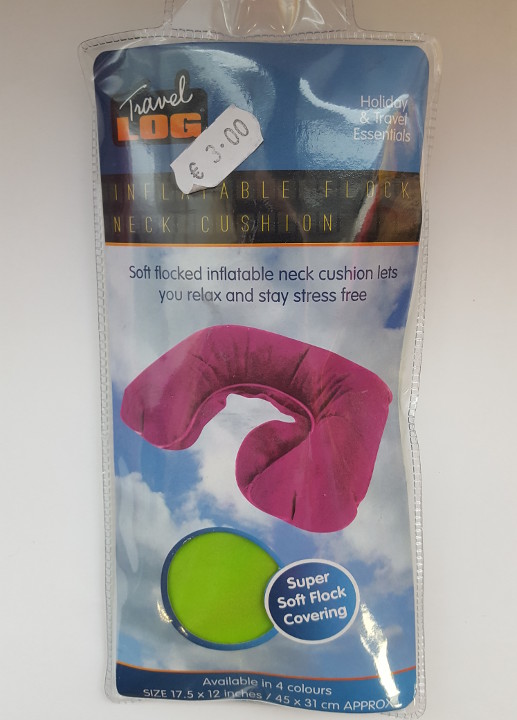 Travel
LOG
€ 3.00
Holiday
& Travel
Essentials
INFLATABLE FLOCK
NECK CUSHION
Soft flocked inflatable neck cushion lets
you relax and stay stress free
Super
Soft Flock
Covering
Available in 4 colours
SIZE 17.5 x 12 inches / 45 x 31 cm APPROX